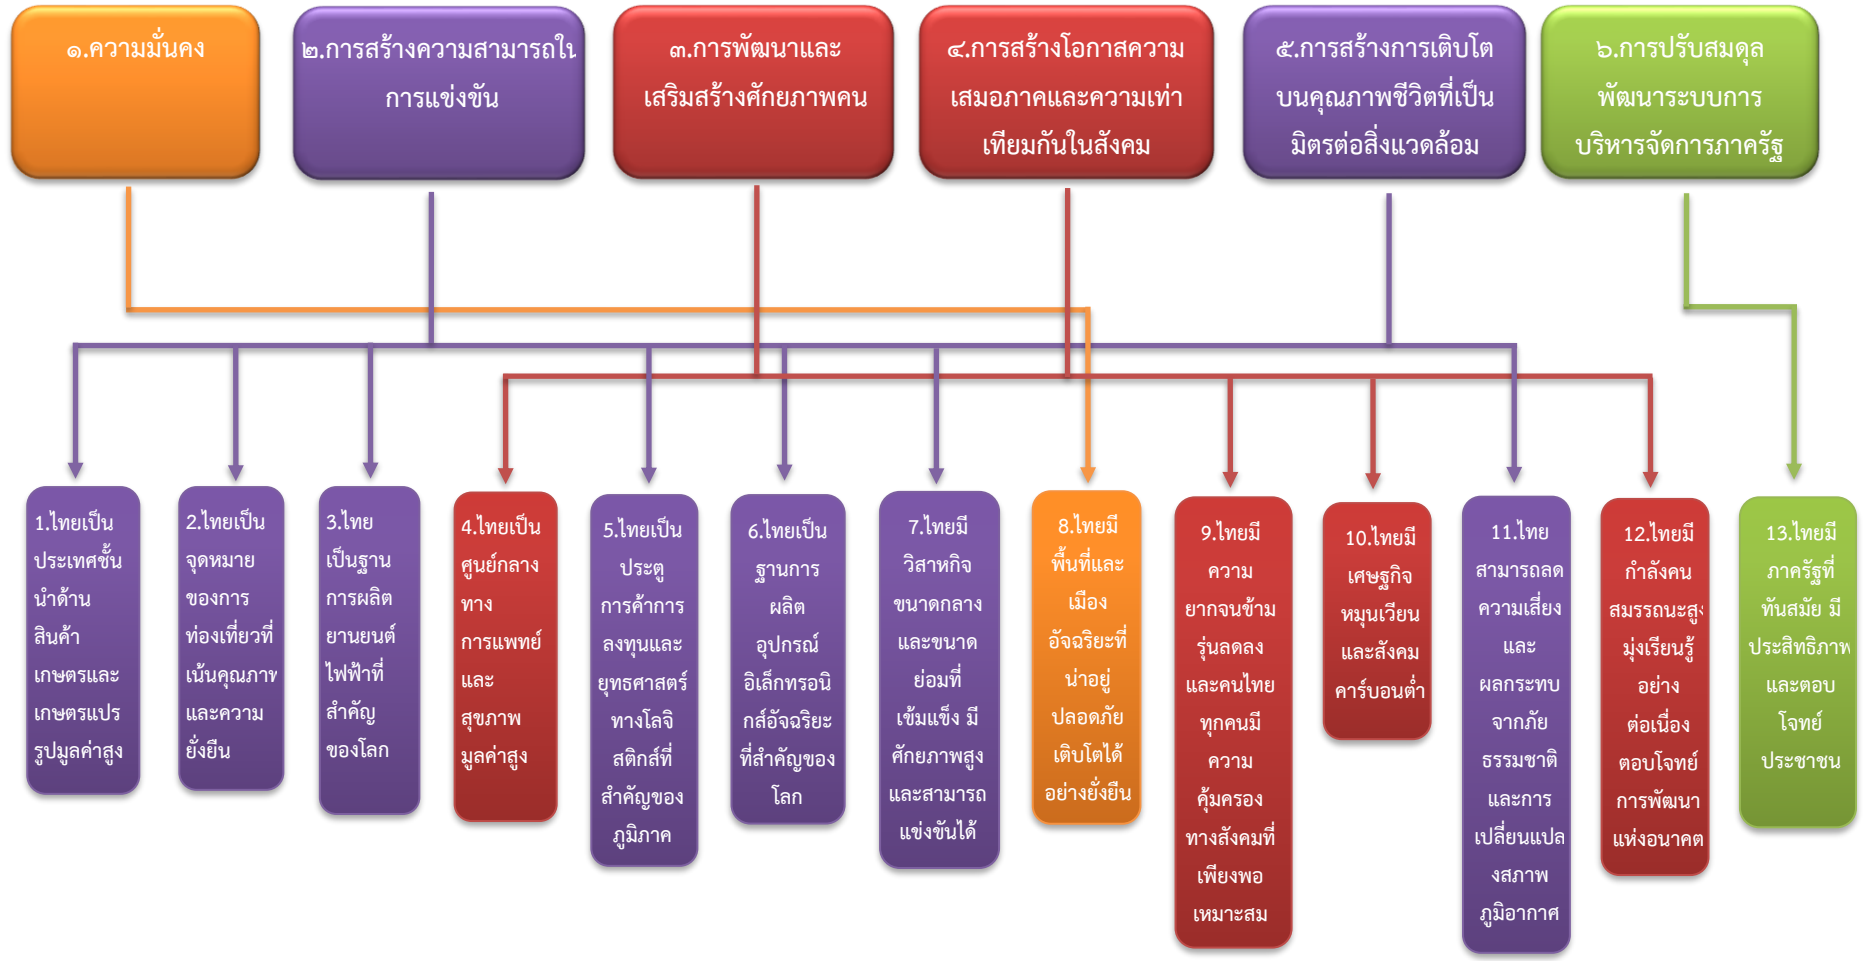 ๑.ความมั่นคง
๒.การสร้างความสามารถใน
การแข่งขัน
๓.การพัฒนาและ
เสริมสร้างศักยภาพคน
๔.การสร้างโอกาสความ
เสมอภาคและความเท่า
เทียมกันในสังคม
๕.การสร้างการเติบโต
บนคุณภาพชีวิตที่เป็น
มิตรต่อสิ่งแวดล้อม
๖.การปรับสมดุล
พัฒนาระบบการ
บริหารจัดการภาครัฐ
1.ไทยเป็น
ประเทศชั้น
นำด้าน
สินค้า
เกษตรและ
เกษตรแปร
รูปมูลค่าสูง
2.ไทยเป็น
จุดหมาย
ของการ
ท่องเที่ยวที่
เน้นคุณภาพ
และความ
ยั่งยืน
3.ไทย
เป็นฐาน
การผลิต
ยานยนต์
ไฟฟ้าที่
สำคัญ
ของโลก
4.ไทยเป็น
ศูนย์กลาง
ทาง
การแพทย์
และ
สุขภาพ
มูลค่าสูง
5.ไทยเป็น
ประตู
การค้าการ
ลงทุนและ
ยุทธศาสตร์
ทางโลจิ
สติกส์ที่
สำคัญของ
ภูมิภาค
6.ไทยเป็น
ฐานการ
ผลิต
อุปกรณ์
อิเล็กทรอนิ
กส์อัจฉริยะ
ที่สำคัญของ
โลก
7.ไทยมี
วิสาหกิจ
ขนาดกลาง
และขนาด
ย่อมที่
เข้มแข็ง มี
ศักยภาพสูง
และสามารถ
แข่งขันได้
8.ไทยมี
พื้นที่และ
เมือง
อัจฉริยะที่
น่าอยู่
ปลอดภัย
เติบโตได้
อย่างยั่งยืน
9.ไทยมี
ความ
ยากจนข้าม
รุ่นลดลง
และคนไทย
ทุกคนมี
ความ
คุ้มครอง
ทางสังคมที่
เพียงพอ
เหมาะสม
10.ไทยมี
เศรษฐกิจ
หมุนเวียน
และสังคม
คาร์บอนต่ำ
11.ไทย
สามารถลด
ความเสี่ยง
และ
ผลกระทบ
จากภัย
ธรรมชาติ
และการ
เปลี่ยนแปล
งสภาพ
ภูมิอากาศ
12.ไทยมี
กำลังคน
สมรรถนะสูง
มุ่งเรียนรู้
อย่าง
ต่อเนื่อง
ตอบโจทย์
การพัฒนา
แห่งอนาคต
13.ไทยมี
ภาครัฐที่
ทันสมัย มี
ประสิทธิภาพ
และตอบ
โจทย์
ประชาชน